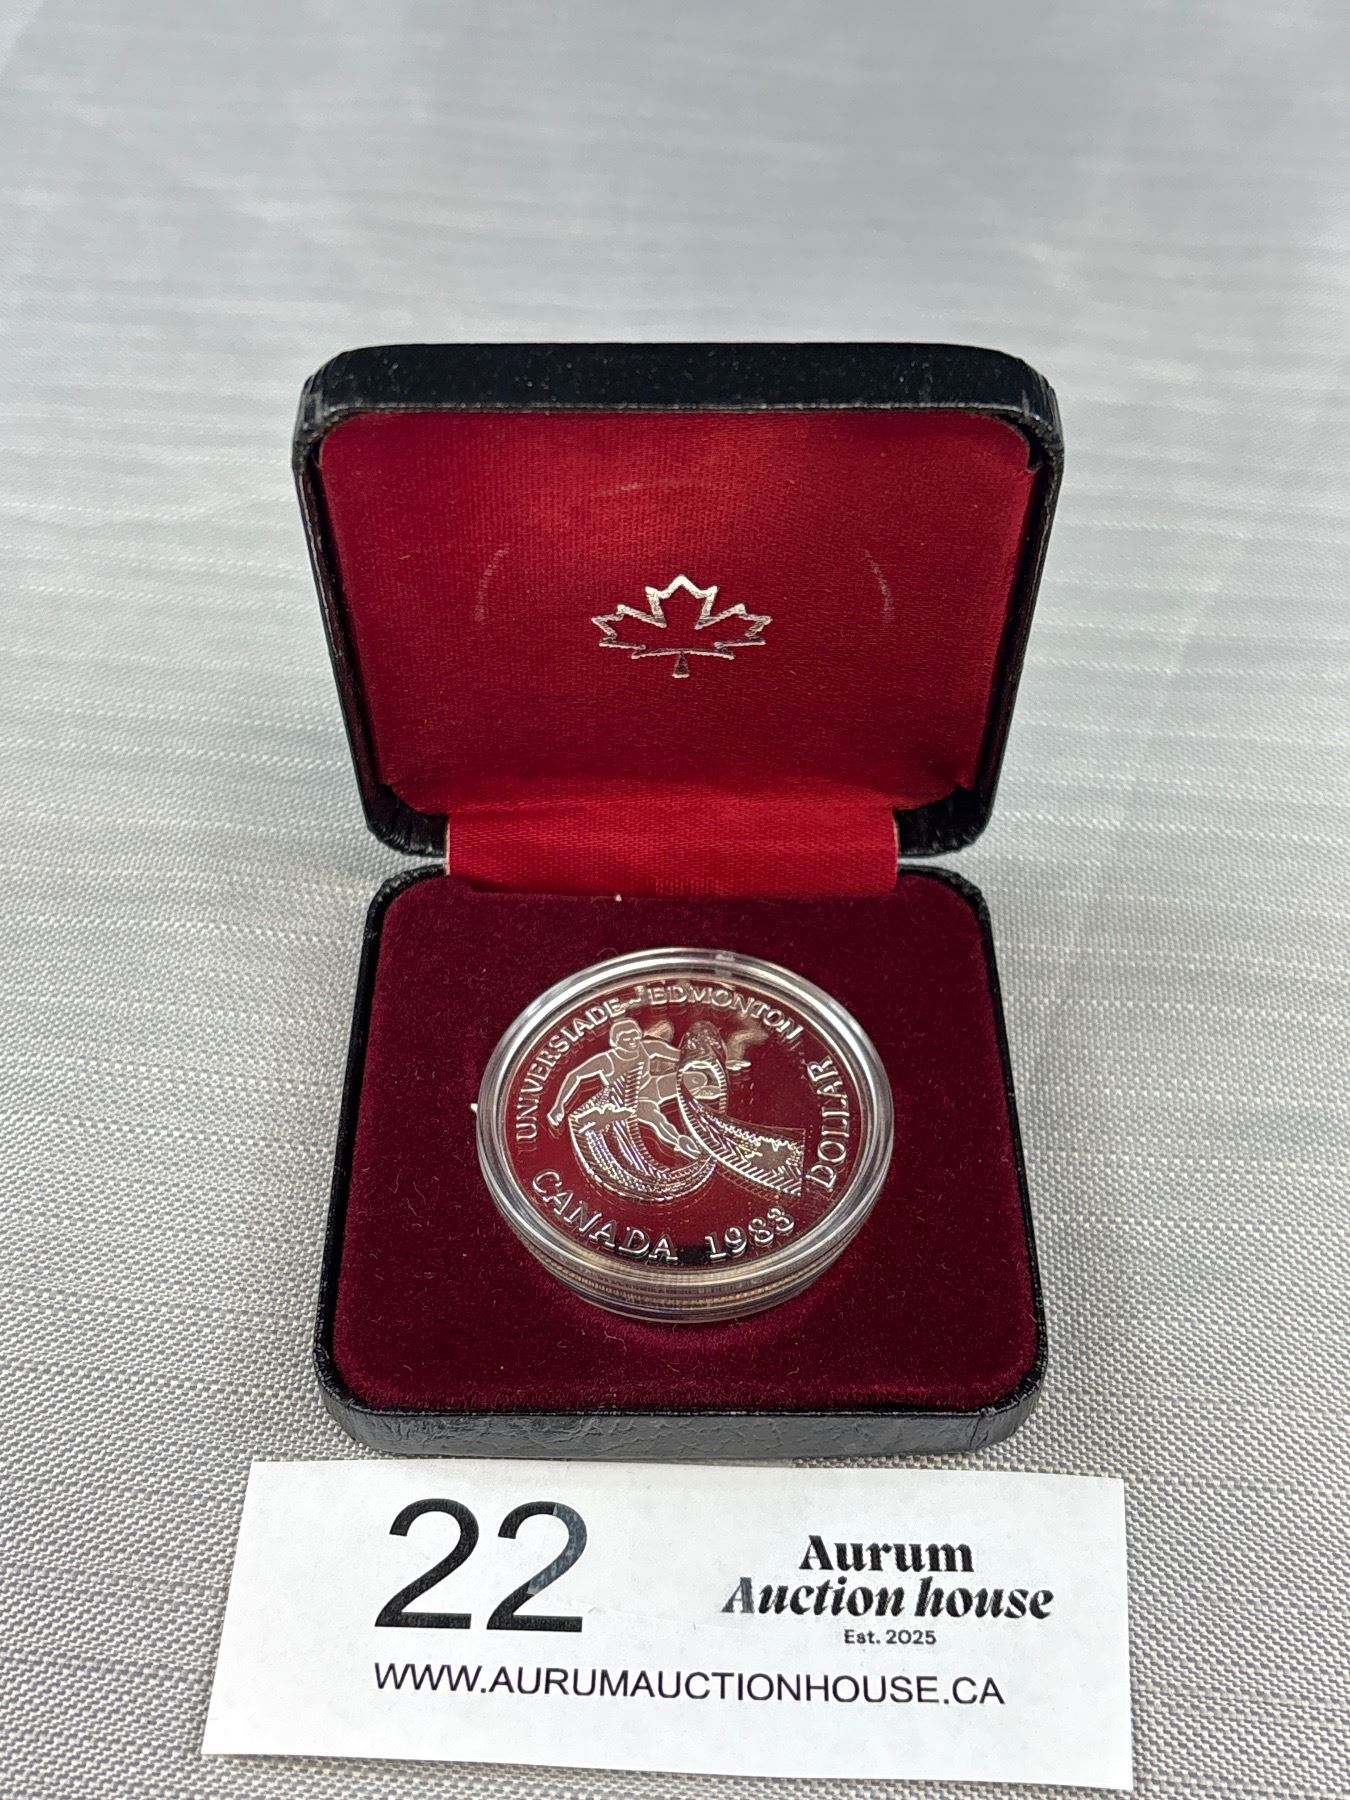 UNIVERSIADE - EDMONTON
DOLLAR
CANADA 1983
22
Aurum
Auction house
Est. 2025
WWW.AURUMAUCTIONHOUSE.CA